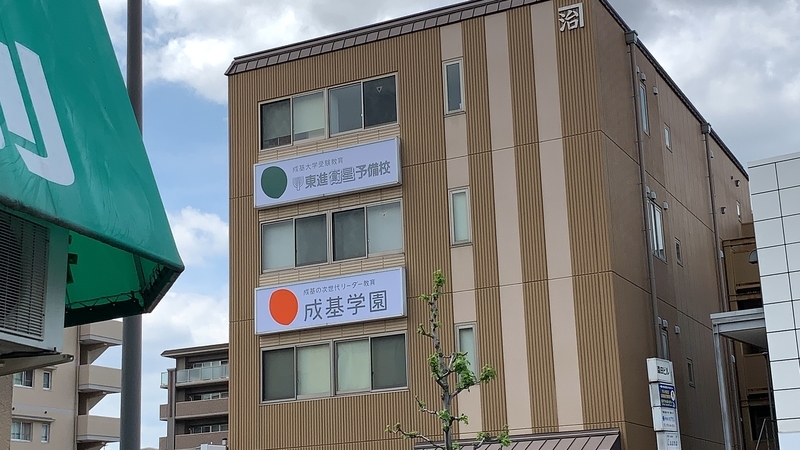 治
成基大学受験教育
東進衛星予備校
成基の次世代リーダー教育
成基学園